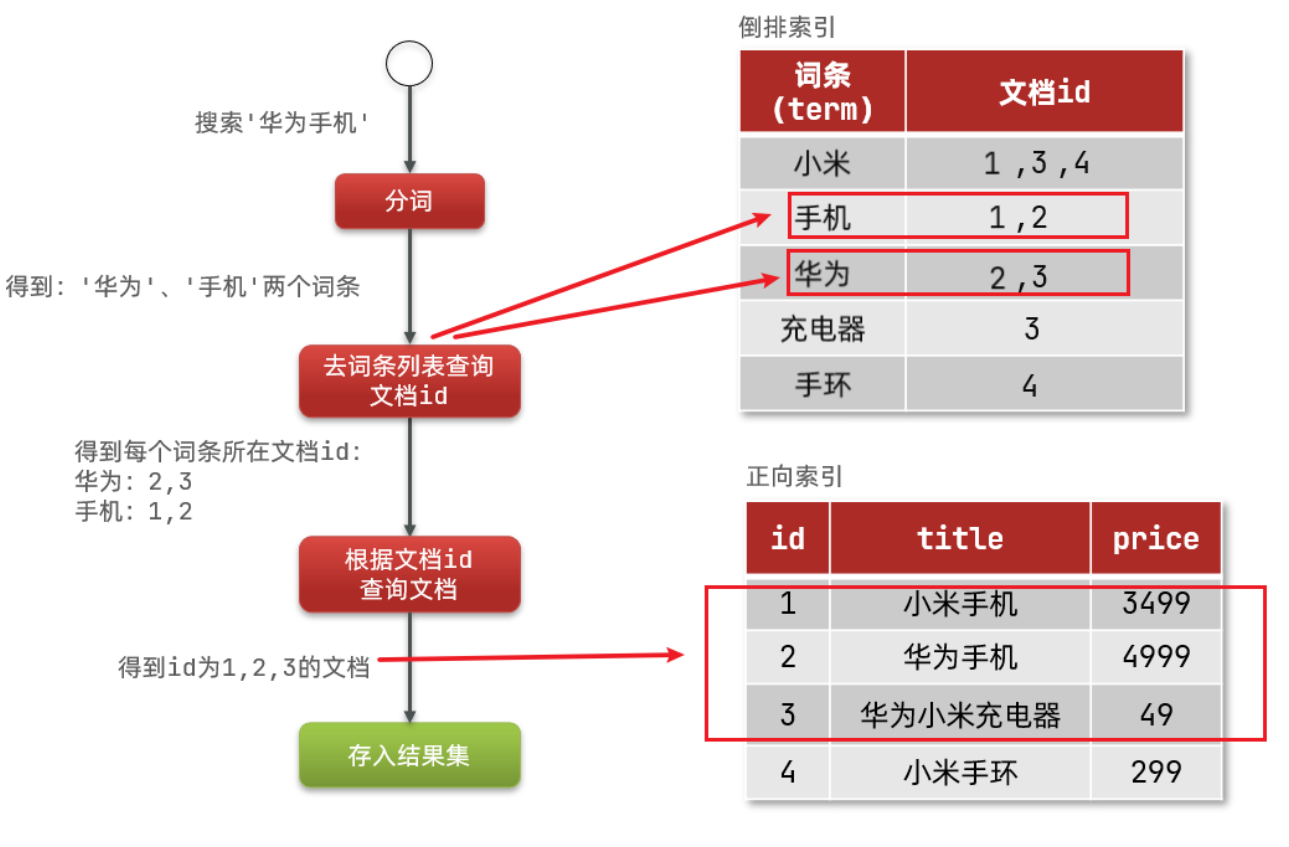 搜索'华为手机'
分词
得到：'华为'、'手机'两个词条
去词条列表查询
文档id
得到每个词条所在文档id：
华为：2,3
手机：1,2
根据文档id
查询文档
得到id为1,2,3的文档
存入结果集
倒排索引
词条
(term) 文档id
小米 1 ,3 ,4
手机 1 ,2
华为 2 ,3
充电器 3
手环 4
正向索引
id title price
1 小米手机 3499
2 华为手机 4999
3 华为小米充电器 49
4 小米手环 299